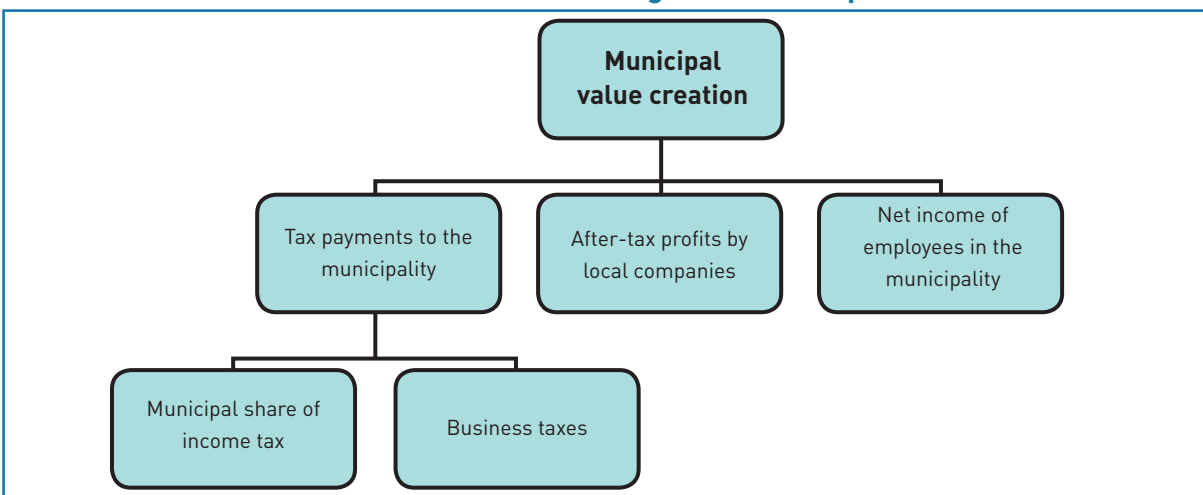 Municipal
value creation
Tax payments to the
municipality
After-tax profits by
local companies
Net income of
employees in the
municipality
Municipal share of
income tax
Business taxes